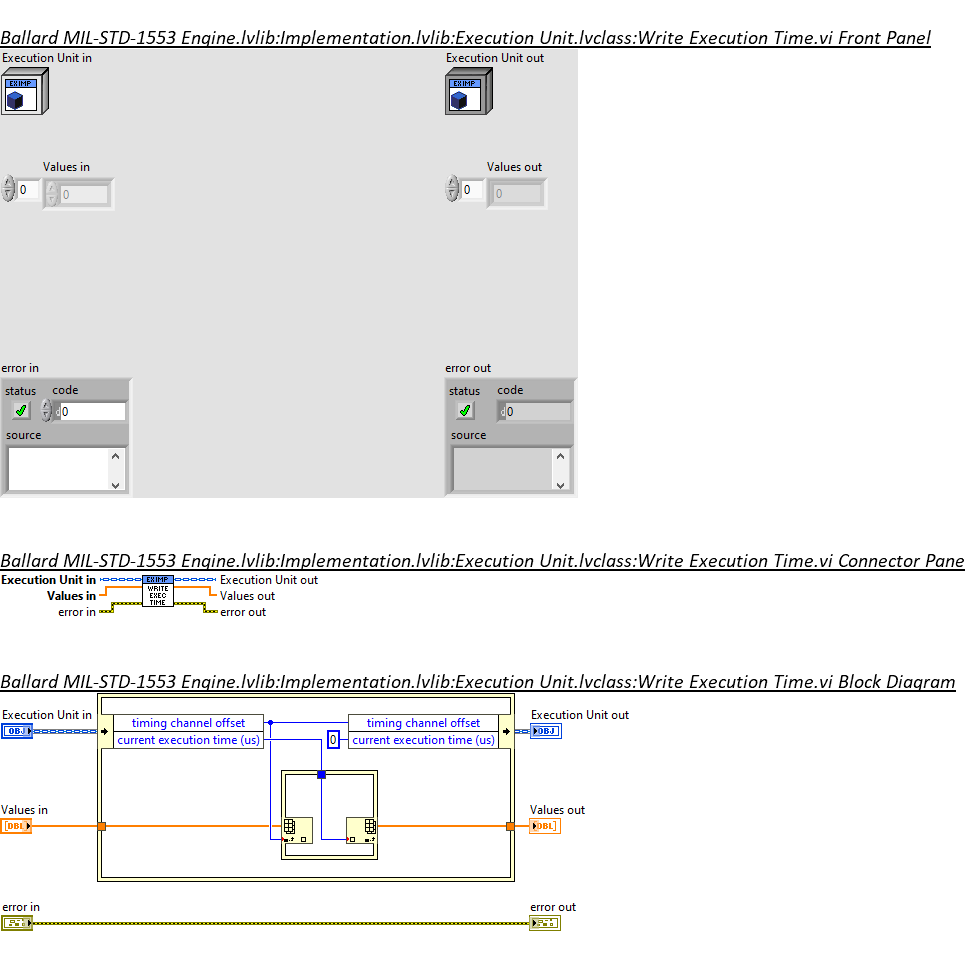 Ballard MIL-STD-1553 Engine.lvlib:Implementation.lvlib:Execution Unit.lvclass:Write Execution Time.vi Front Panel
Execution Unit in Execution Unit out
EXIMP EXIMP
Values in Values out
0 0 0 0
error in error out
status code status code
d 0 d 0
source source
Ballard MIL-STD-1553 Engine.lvlib:Implementation.lvlib:Execution Unit.lvclass:Write Execution Time.vi Connector Pane
Execution Unit in EXIMP Execution Unit out
Values in WRITE EXEC TIME Values out
error in error out
Ballard MIL-STD-1553 Engine.lvlib:Implementation.lvlib:Execution Unit.lvclass:Write Execution Time.vi Block Diagram
Execution Unit in Execution Unit out
timing channel offset timing channel offset
OBJ OBJ
current execution time (us) 0 current execution time (us)
Values in Values out
[DBL] [DBL]
error in error out